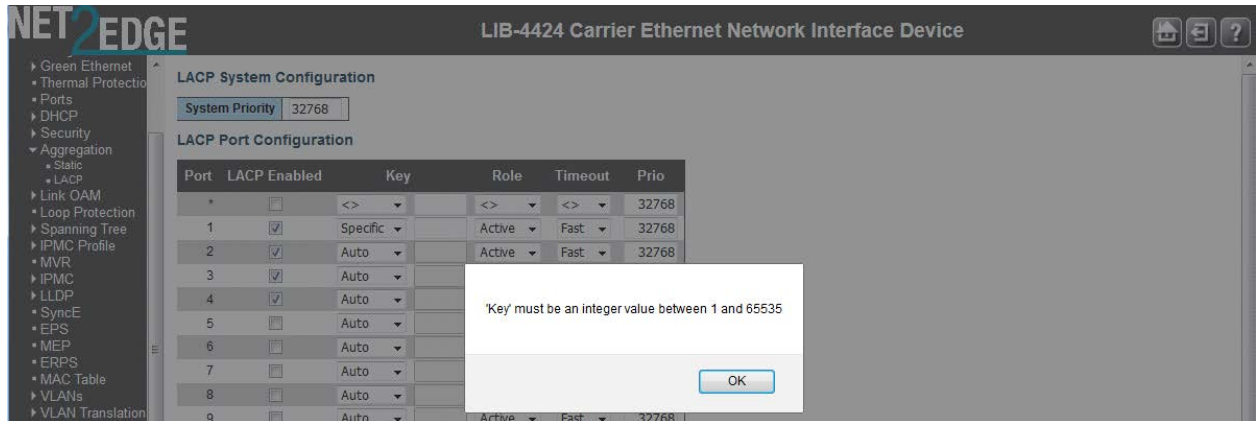 NET2EDGE
LIB-4424 Carrier Ethernet Network Interface Device
?
Green Ethernet
Thermal Protectio
Ports
DHCP
Security
Aggregation
Static
LACP
Link OAM
Loop Protection
Spanning Tree
IPMC Profile
MVR
IPMC
LLDP
SyncE
EPS
MEP
ERPS
MAC Table
VLANs
VLAN Translation
LACP System Configuration
System Priority 32768
LACP Port Configuration
Port LACP Enabled Key Role Timeout Prio
* <> <> <> 32768
1 Specific Active Fast 32768
2 Auto Active Fast 32768
3 Auto
4 Auto
5 Auto
6 Auto
7 Auto
8 Auto
9 Auto Active Fast 32768
'Key' must be an integer value between 1 and 65535
OK